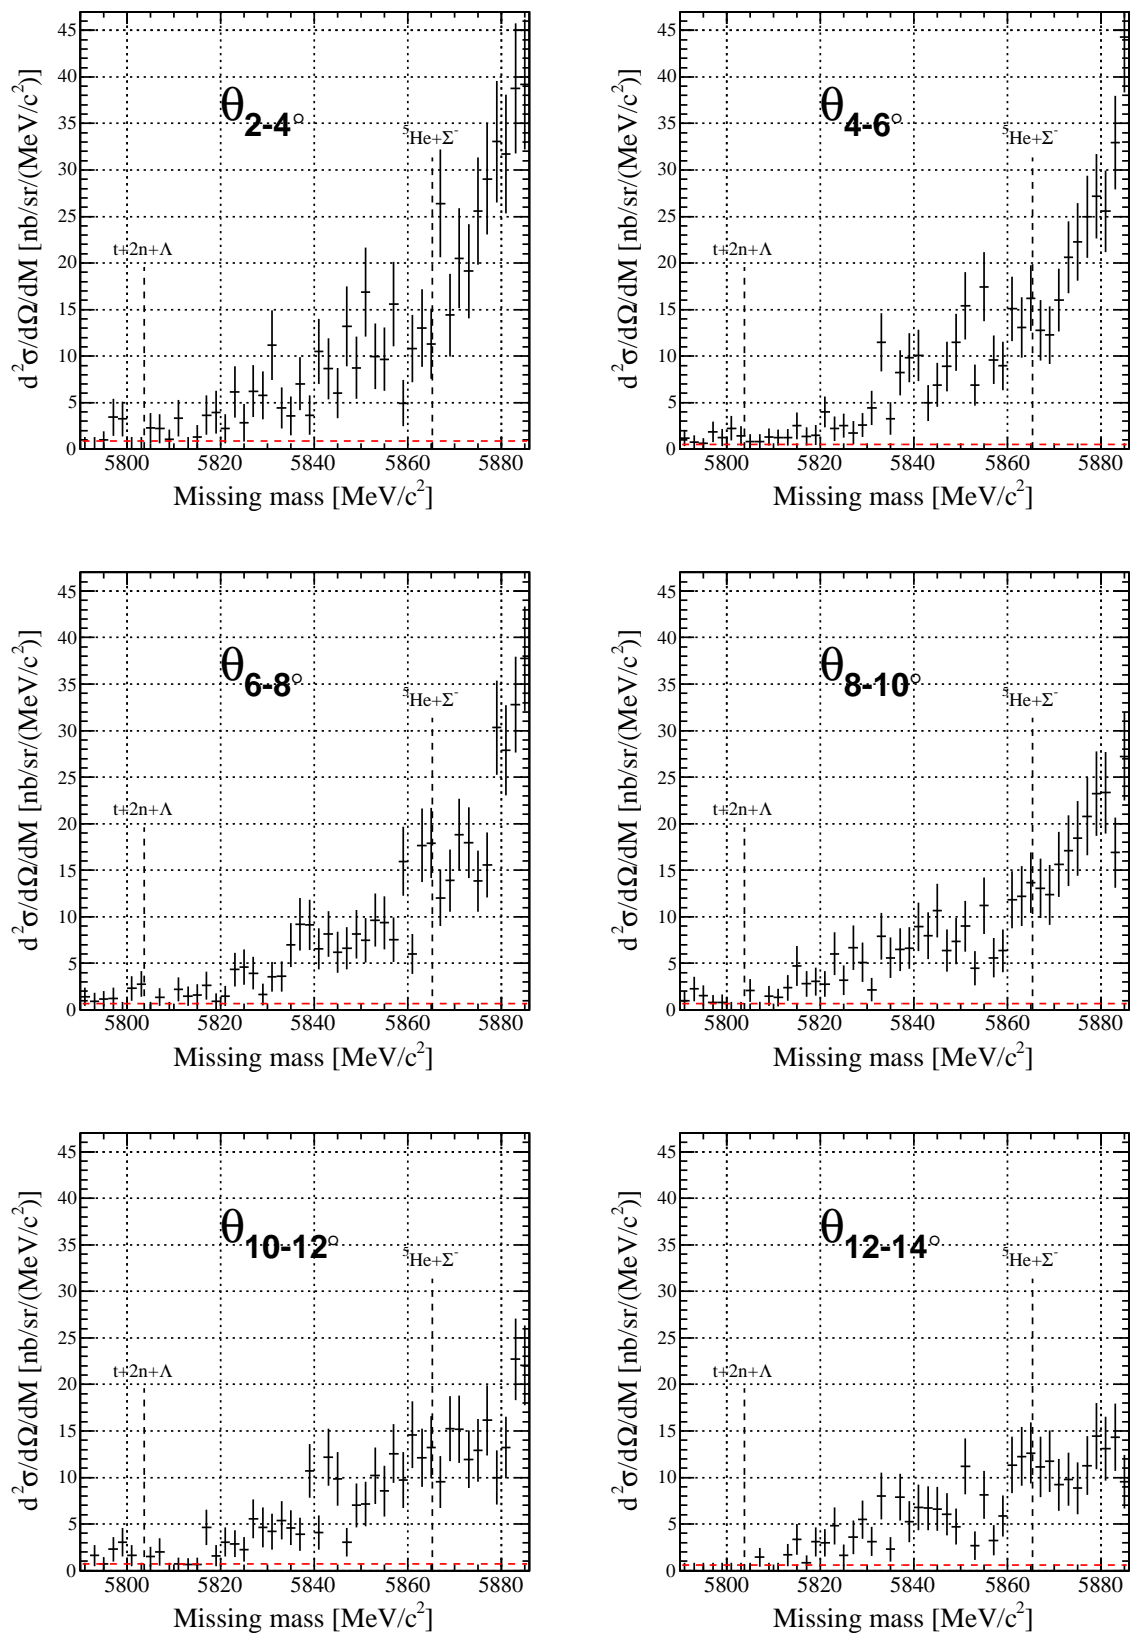 d²σ/dΩ/dM [nb/sr/(MeV/c²)]
45
40
35
30
25
20
15
10
5
0
θ2-4°
⁵He+Σ⁻
t+2n+Λ
5800 5820 5840 5860 5880
Missing mass [MeV/c²]
d²σ/dΩ/dM [nb/sr/(MeV/c²)]
45
40
35
30
25
20
15
10
5
0
θ4-6°
⁵He+Σ⁻
t+2n+Λ
5800 5820 5840 5860 5880
Missing mass [MeV/c²]
d²σ/dΩ/dM [nb/sr/(MeV/c²)]
45
40
35
30
25
20
15
10
5
0
θ6-8°
⁵He+Σ⁻
t+2n+Λ
5800 5820 5840 5860 5880
Missing mass [MeV/c²]
d²σ/dΩ/dM [nb/sr/(MeV/c²)]
45
40
35
30
25
20
15
10
5
0
θ8-10°
⁵He+Σ⁻
t+2n+Λ
5800 5820 5840 5860 5880
Missing mass [MeV/c²]
d²σ/dΩ/dM [nb/sr/(MeV/c²)]
45
40
35
30
25
20
15
10
5
0
θ10-12°
⁵He+Σ⁻
t+2n+Λ
5800 5820 5840 5860 5880
Missing mass [MeV/c²]
d²σ/dΩ/dM [nb/sr/(MeV/c²)]
45
40
35
30
25
20
15
10
5
0
θ12-14°
⁵He+Σ⁻
t+2n+Λ
5800 5820 5840 5860 5880
Missing mass [MeV/c²]